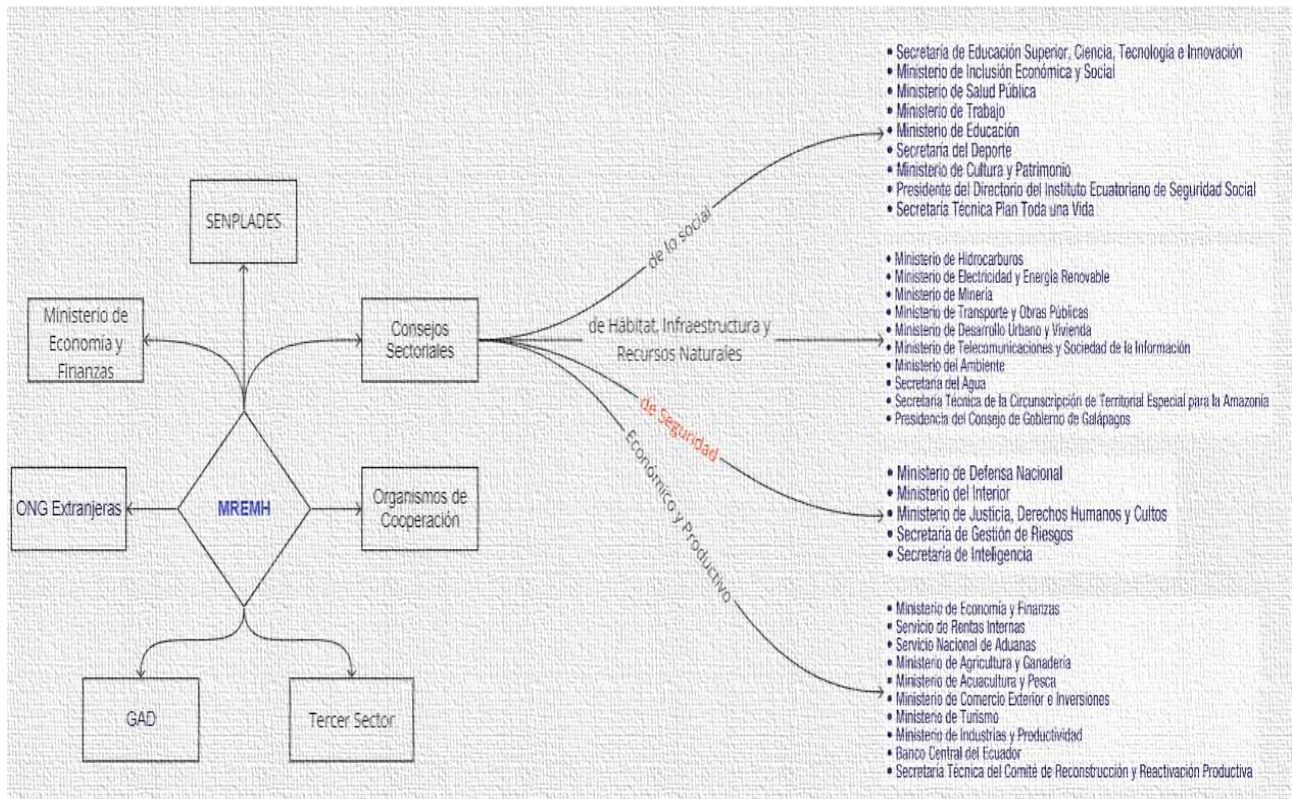 SENPLADES
Ministerio de
Economía y
Finanzas
Consejos
Sectoriales
ONG Extranjeras
MREMH
Organismos de
Cooperación
GAD
Tercer Sector
de lo social
de Hábitat, Infraestructura y
Recursos Naturales
de Seguridad
Económico y Productivo
• Secretaría de Educación Superior, Ciencia, Tecnología e Innovación
• Ministerio de Inclusión Económica y Social
• Ministerio de Salud Pública
• Ministerio de Trabajo
• Ministerio de Educación
• Secretaría del Deporte
• Ministerio de Cultura y Patrimonio
• Presidente del Directorio del Instituto Ecuatoriano de Seguridad Social
• Secretaría Técnica Plan Toda una Vida
• Ministerio de Hidrocarburos
• Ministerio de Electricidad y Energía Renovable
• Ministerio de Minería
• Ministerio de Transporte y Obras Públicas
• Ministerio de Desarrollo Urbano y Vivienda
• Ministerio de Telecomunicaciones y Sociedad de la Información
• Ministerio del Ambiente
• Secretaría del Agua
• Secretaría Técnica de la Circunscripción de Territorial Especial para la Amazonía
• Presidencia del Consejo de Gobierno de Galápagos
• Ministerio de Defensa Nacional
• Ministerio del Interior
• Ministerio de Justicia, Derechos Humanos y Cultos
• Secretaría de Gestión de Riesgos
• Secretaría de Inteligencia
• Ministerio de Economía y Finanzas
• Servicio de Rentas Internas
• Servicio Nacional de Aduanas
• Ministerio de Agricultura y Ganadería
• Ministerio de Acuacultura y Pesca
• Ministerio de Comercio Exterior e Inversiones
• Ministerio de Turismo
• Ministerio de Industrias y Productividad
• Banco Central del Ecuador
• Secretaría Técnica del Comité de Reconstrucción y Reactivación Productiva